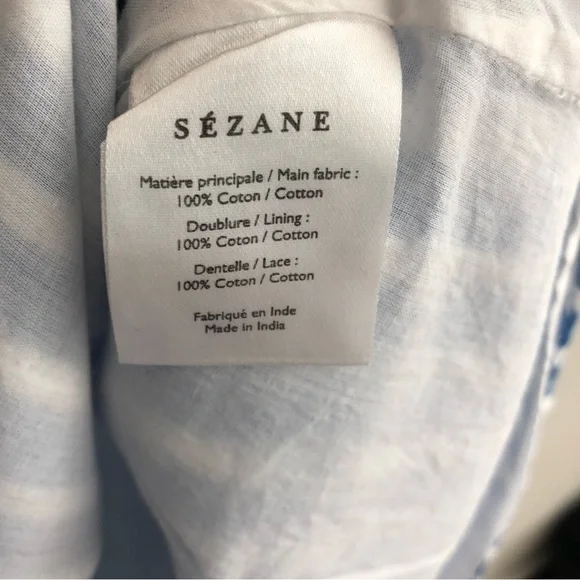 SÉZANE
Matière principale / Main fabric :
100% Coton / Cotton
Doublure / Lining :
100% Coton / Cotton
Dentelle / Lace :
100% Coton / Cotton
Fabriqué en Inde
Made in India